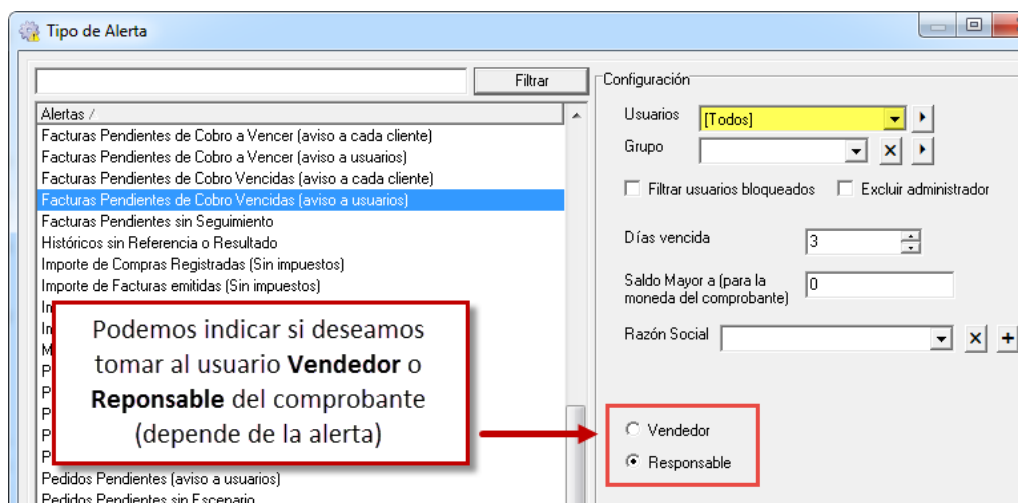 Tipo de Alerta
Filtrar
Alertas /
Facturas Pendientes de Cobro a Vencer (aviso a cada cliente)
Facturas Pendientes de Cobro a Vencer (aviso a usuarios)
Facturas Pendientes de Cobro Vencidas (aviso a cada cliente)
Facturas Pendientes de Cobro Vencidas (aviso a usuarios)
Facturas Pendientes sin Seguimiento
Históricos sin Referencia o Resultado
Importe de Compras Registradas (Sin impuestos)
Importe de Facturas emitidas (Sin impuestos)
Podemos indicar si deseamos
tomar al usuario Vendedor o
Reponsable del comprobante
(depende de la alerta)
Pedidos Pendientes (aviso a usuarios)
Pedidos Pendientes sin Escenario
Configuración
Usuarios [Todos]
Grupo
Filtrar usuarios bloqueados Excluir administrador
Días vencida 3
Saldo Mayor a (para la
moneda del comprobante) 0
Razón Social
Vendedor
Responsable